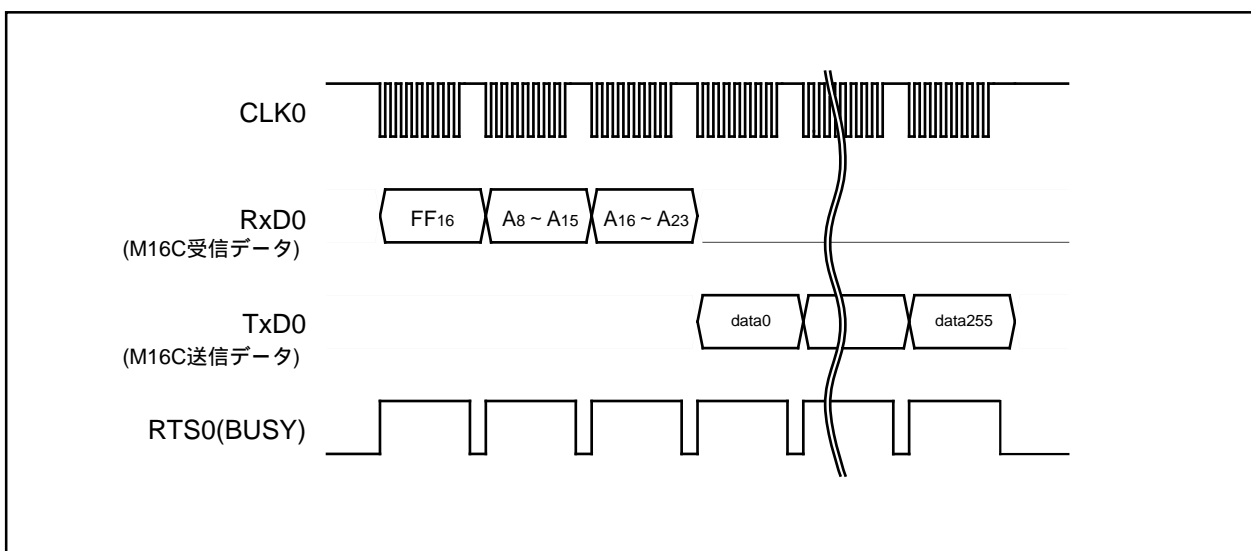 CLK0
RxD0
(M16C受信データ)
FF16
A8 ~ A15
A16 ~ A23
TxD0
(M16C送信データ)
data0
data255
RTS0(BUSY)